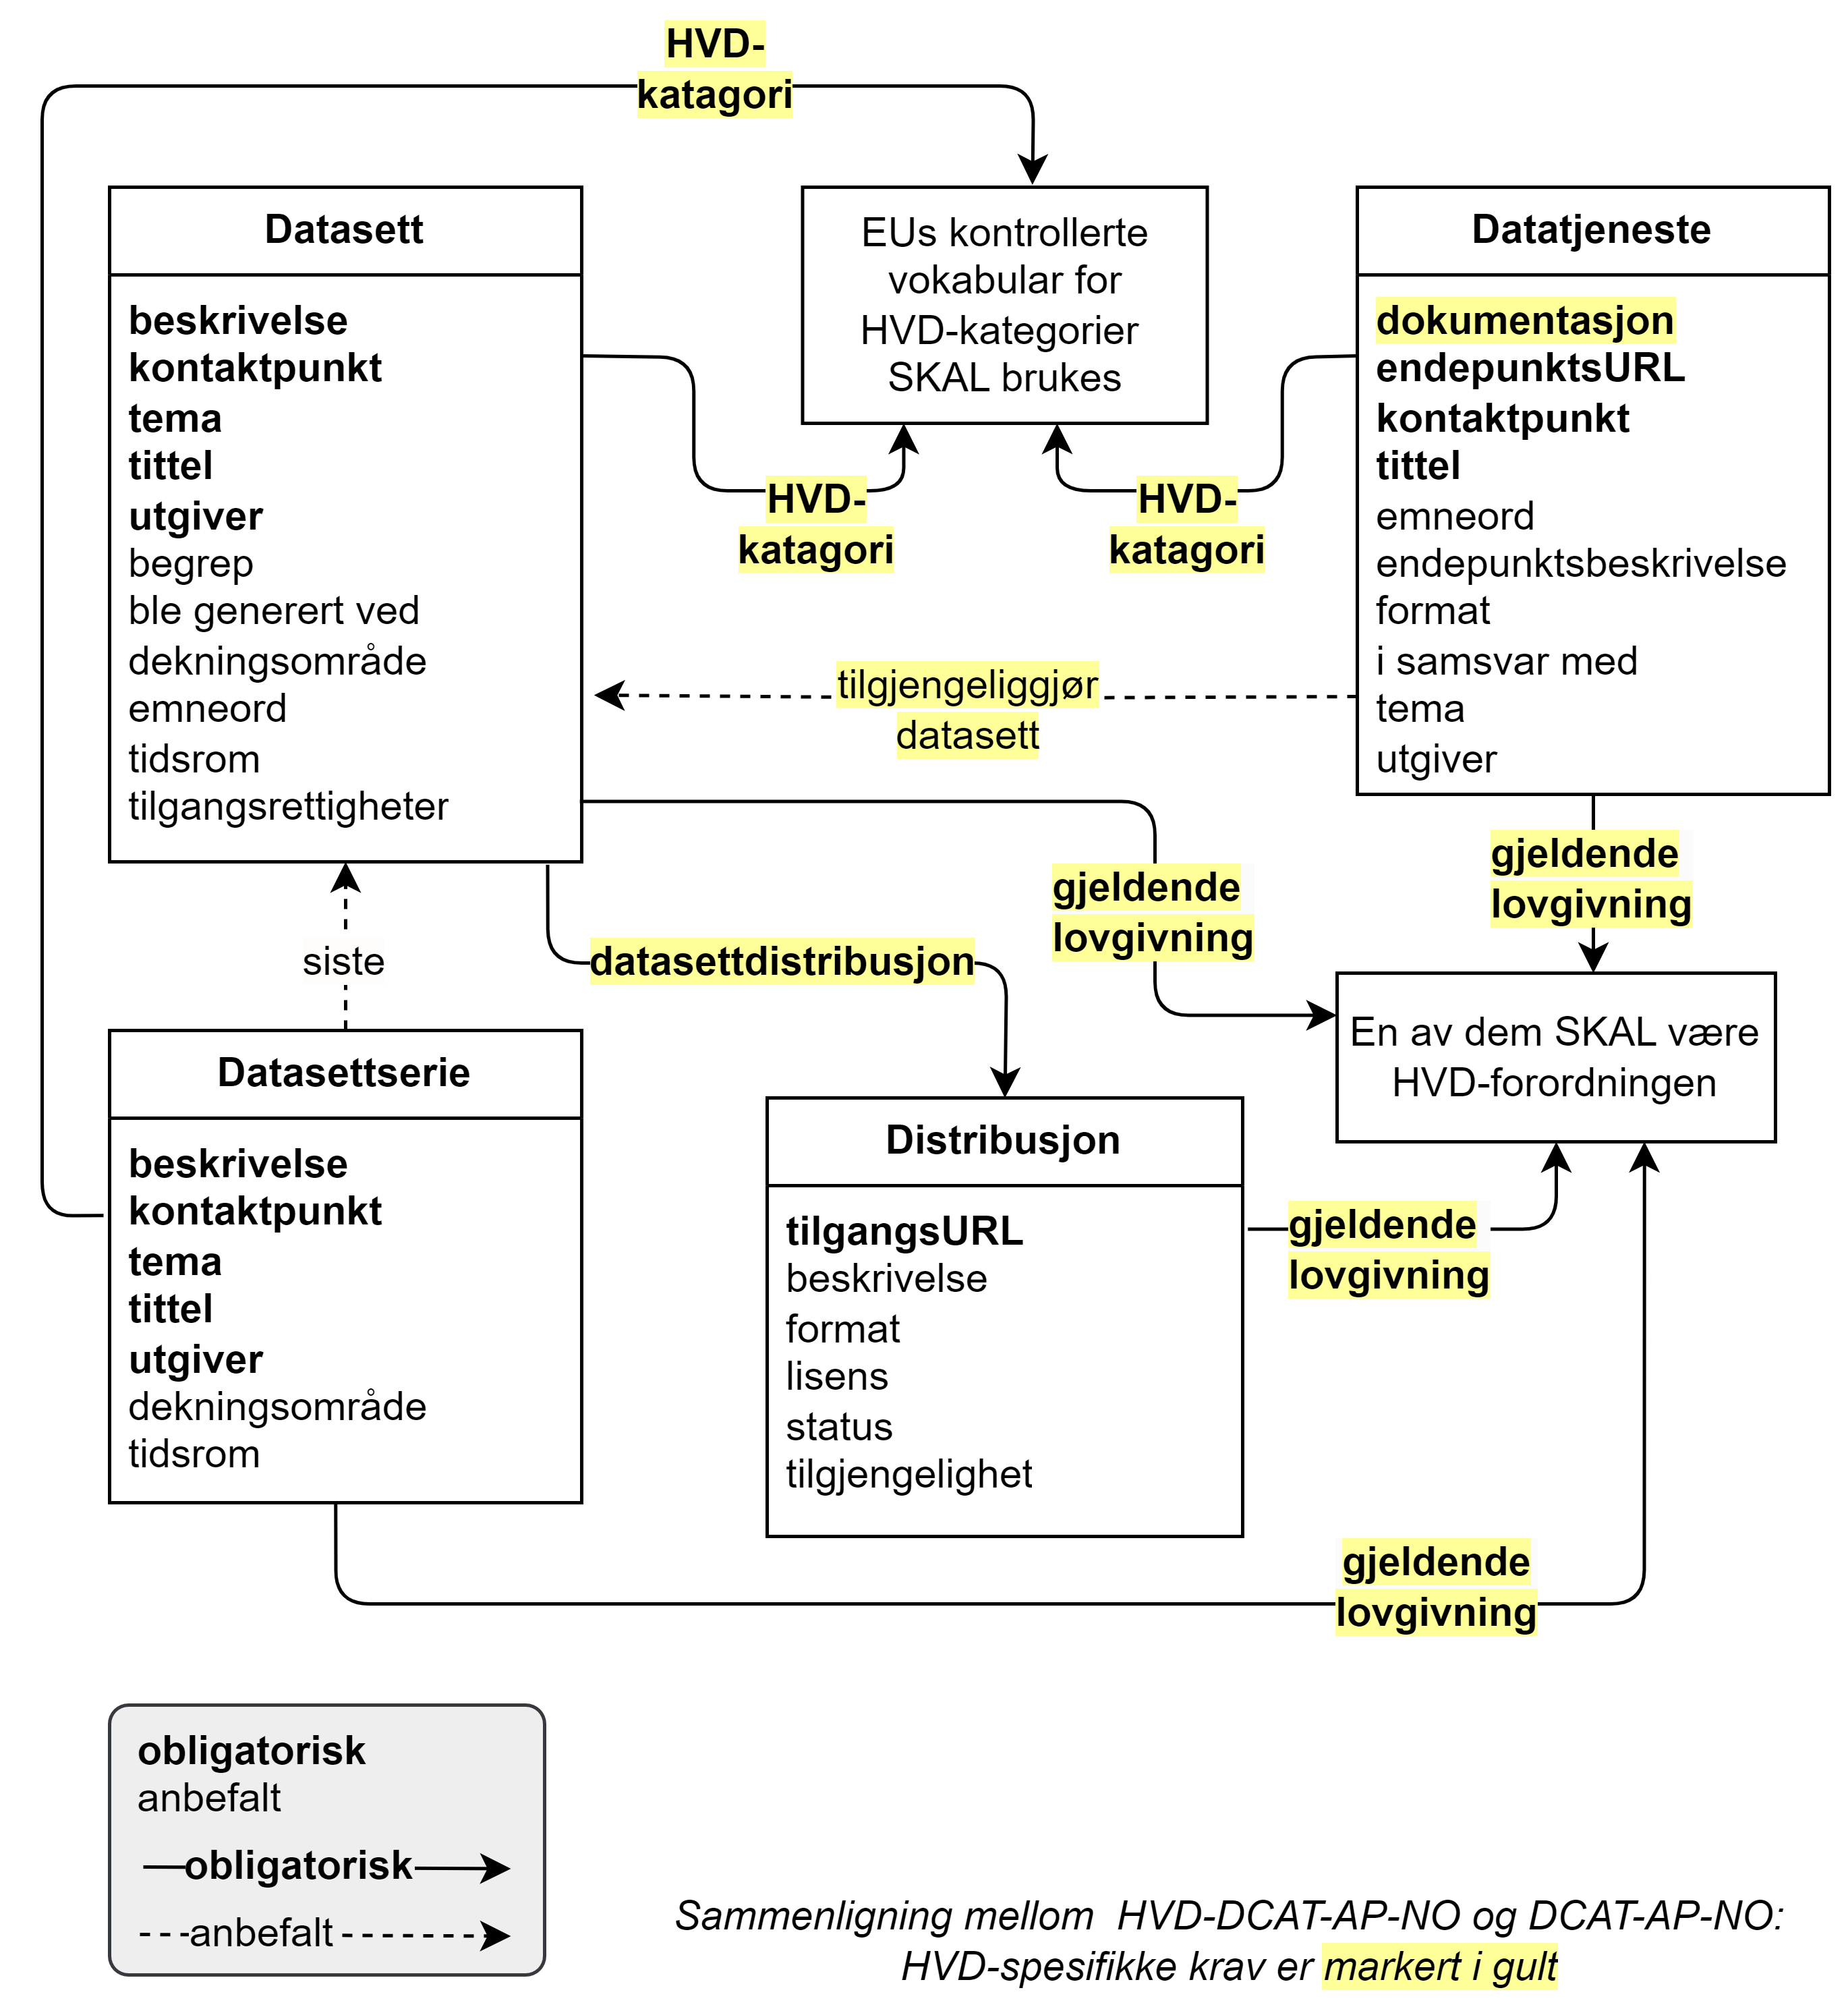 HVD-
katagori
Datasett
beskrivelse
kontaktpunkt
tema
tittel
utgiver
begrep
ble generert ved
dekningsområde
emneord
tidsrom
tilgangsrettigheter
EUs kontrollerte
vokabular for
HVD-kategorier
SKAL brukes
Datatjeneste
dokumentasjon
endepunktsURL
kontaktpunkt
tittel
emneord
endepunktsbeskrivelse
format
i samsvar med
tema
utgiver
HVD-
katagori
HVD-
katagori
tilgjengeliggjør
datasett
gjeldende
lovgivning
gjeldende
lovgivning
siste
datasettdistribusjon
En av dem SKAL være
HVD-forordningen
Datasettserie
beskrivelse
kontaktpunkt
tema
tittel
utgiver
dekningsområde
tidsrom
Distribusjon
tilgangsURL
beskrivelse
format
lisens
status
tilgjengelighet
gjeldende
lovgivning
gjeldende
lovgivning
obligatorisk
anbefalt
obligatorisk
anbefalt
Sammenligning mellom HVD-DCAT-AP-NO og DCAT-AP-NO:
HVD-spesifikke krav er markert i gult